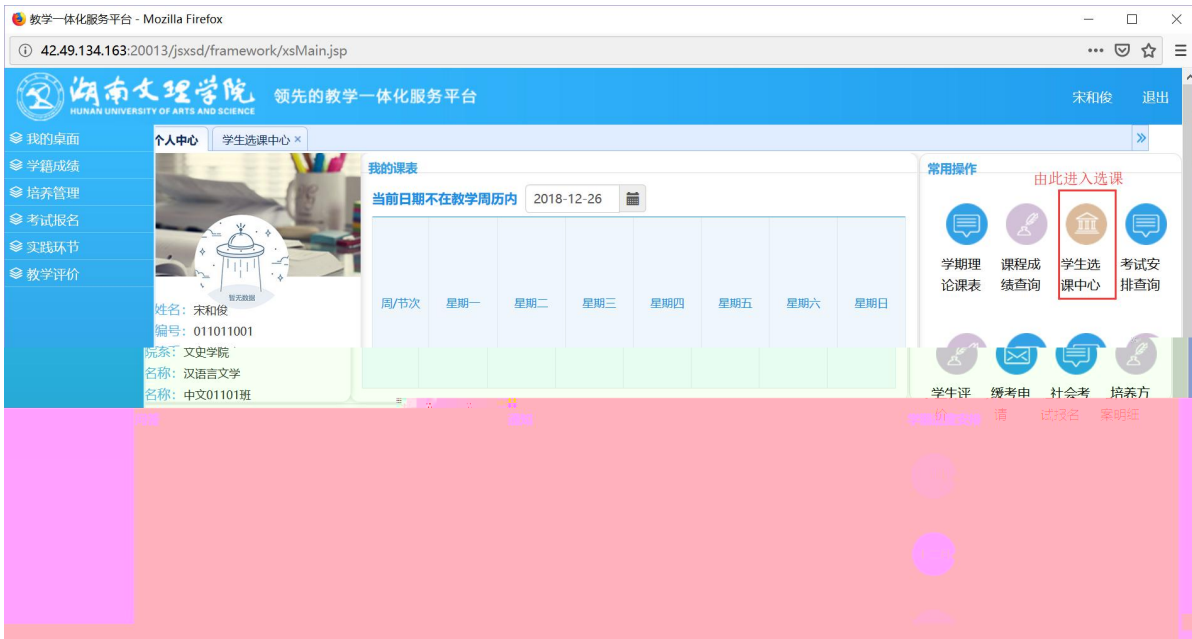 教学一体化服务平台 - Mozilla Firefox
42.49.134.163:20013/jsxsd/framework/xsMain.jsp
湖南文理学院 领先的教学一体化服务平台 宋和俊 退出
HUNAN UNIVERSITY OF ARTS AND SCIENCE
我的桌面
学籍成绩
培养管理
考试报名
实践环节
教学评价
个人中心 学生选课中心 ×
暂无数据
姓名：宋和俊
编号：011011001
院系：文史学院
名称：汉语言文学
名称：中文01101班
我的课表
当前日期不在教学周历内 2018-12-26
周/节次 星期一 星期二 星期三 星期四 星期五 星期六 星期日
常用操作
由此进入选课
学期理 课程成 学生选 考试安
论课表 绩查询 课中心 排查询
学生评 缓考申 社会考 培养方
价 请 试报名 案明细